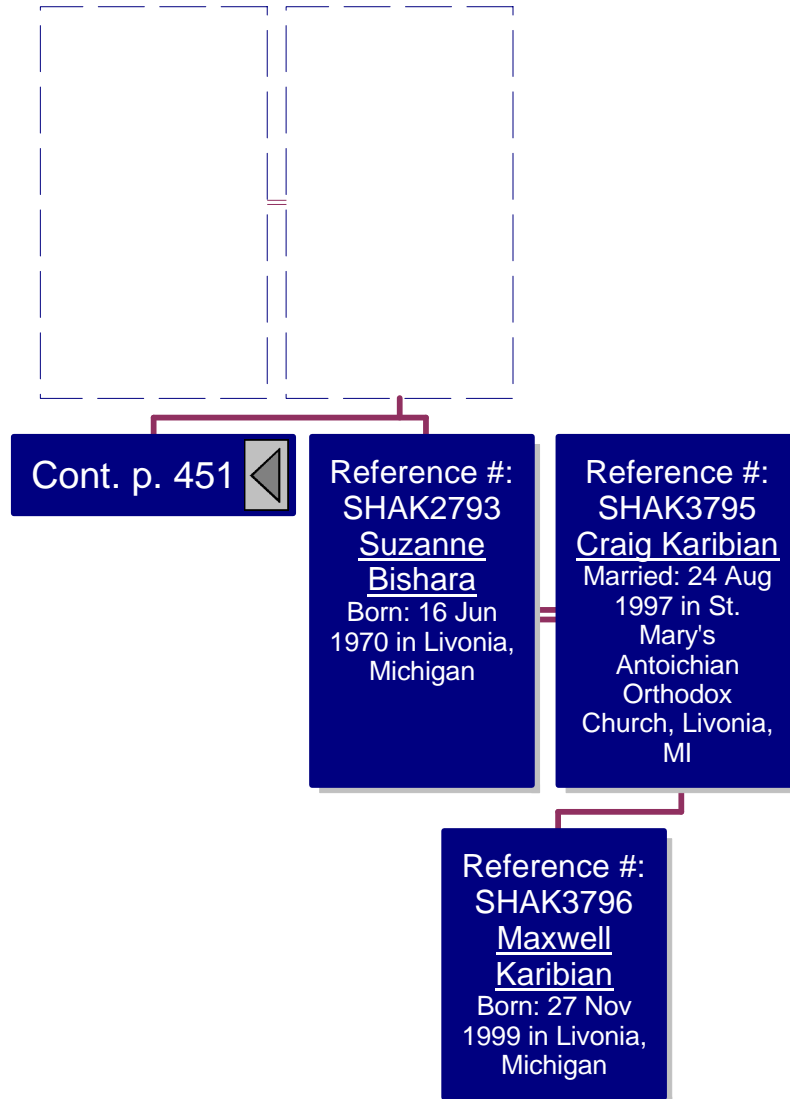 Cont. p. 451
Reference #:
SHAK2793
Suzanne
Bishara
Born: 16 Jun
1970 in Livonia,
Michigan
Reference #:
SHAK3795
Craig Karibian
Married: 24 Aug
1997 in St.
Mary's
Antoichian
Orthodox
Church, Livonia,
MI
Reference #:
SHAK3796
Maxwell
Karibian
Born: 27 Nov
1999 in Livonia,
Michigan